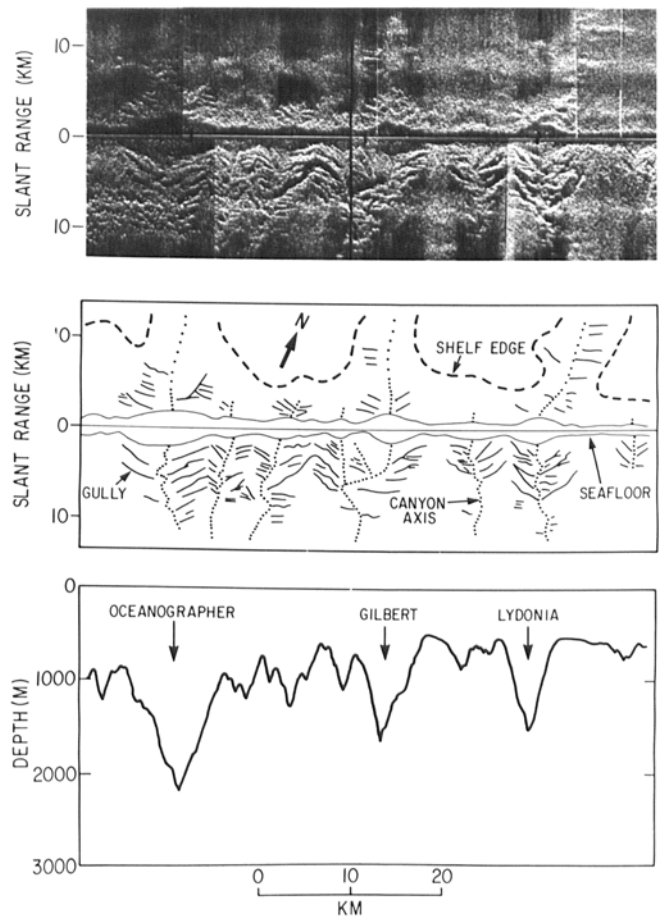 SLANT RANGE (KM)
10
0
10
SLANT RANGE (KM)
'0
0
10
N
SHELF EDGE
GULLY
CANYON
AXIS
SEAFLOOR
DEPTH (M)
0
1000
2000
3000
OCEANOGRAPHER
GILBERT
LYDONIA
0 10 20
KM